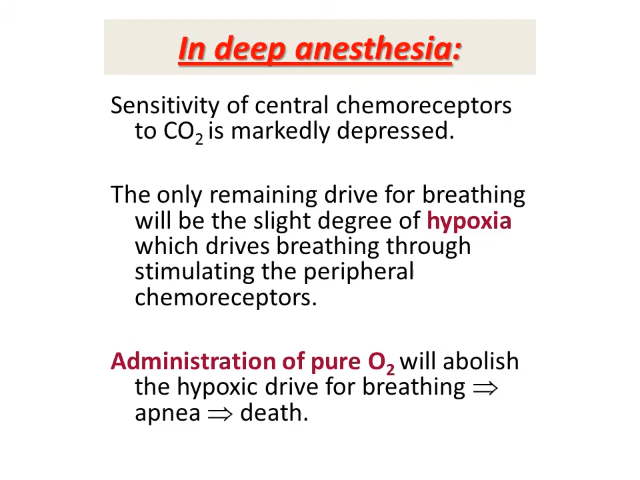 In deep anesthesia:
Sensitivity of central chemoreceptors
to CO2 is markedly depressed.
The only remaining drive for breathing
will be the slight degree of hypoxia
which drives breathing through
stimulating the peripheral
chemoreceptors.
Administration of pure O2 will abolish
the hypoxic drive for breathing ⇒
apnea ⇒ death.